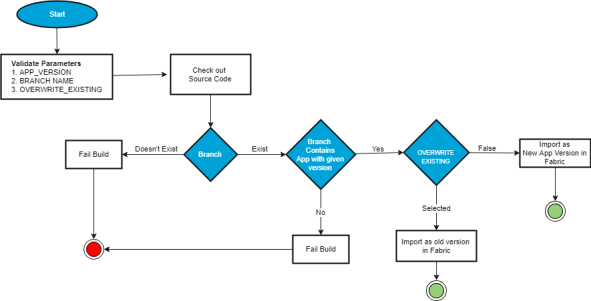 Start
Validate Parameters
1. APP_VERSION
2. BRANCH NAME
3. OVERWRITE_EXISTING
Check out
Source Code
Fail Build
Doesn't Exist
Branch
Exist
Branch
Contains
App with given
version
Yes
OVERWRITE
EXISTING
False
Import as
New App Version in
Fabric
No
Selected
Fail Build
Import as old version
in Fabric